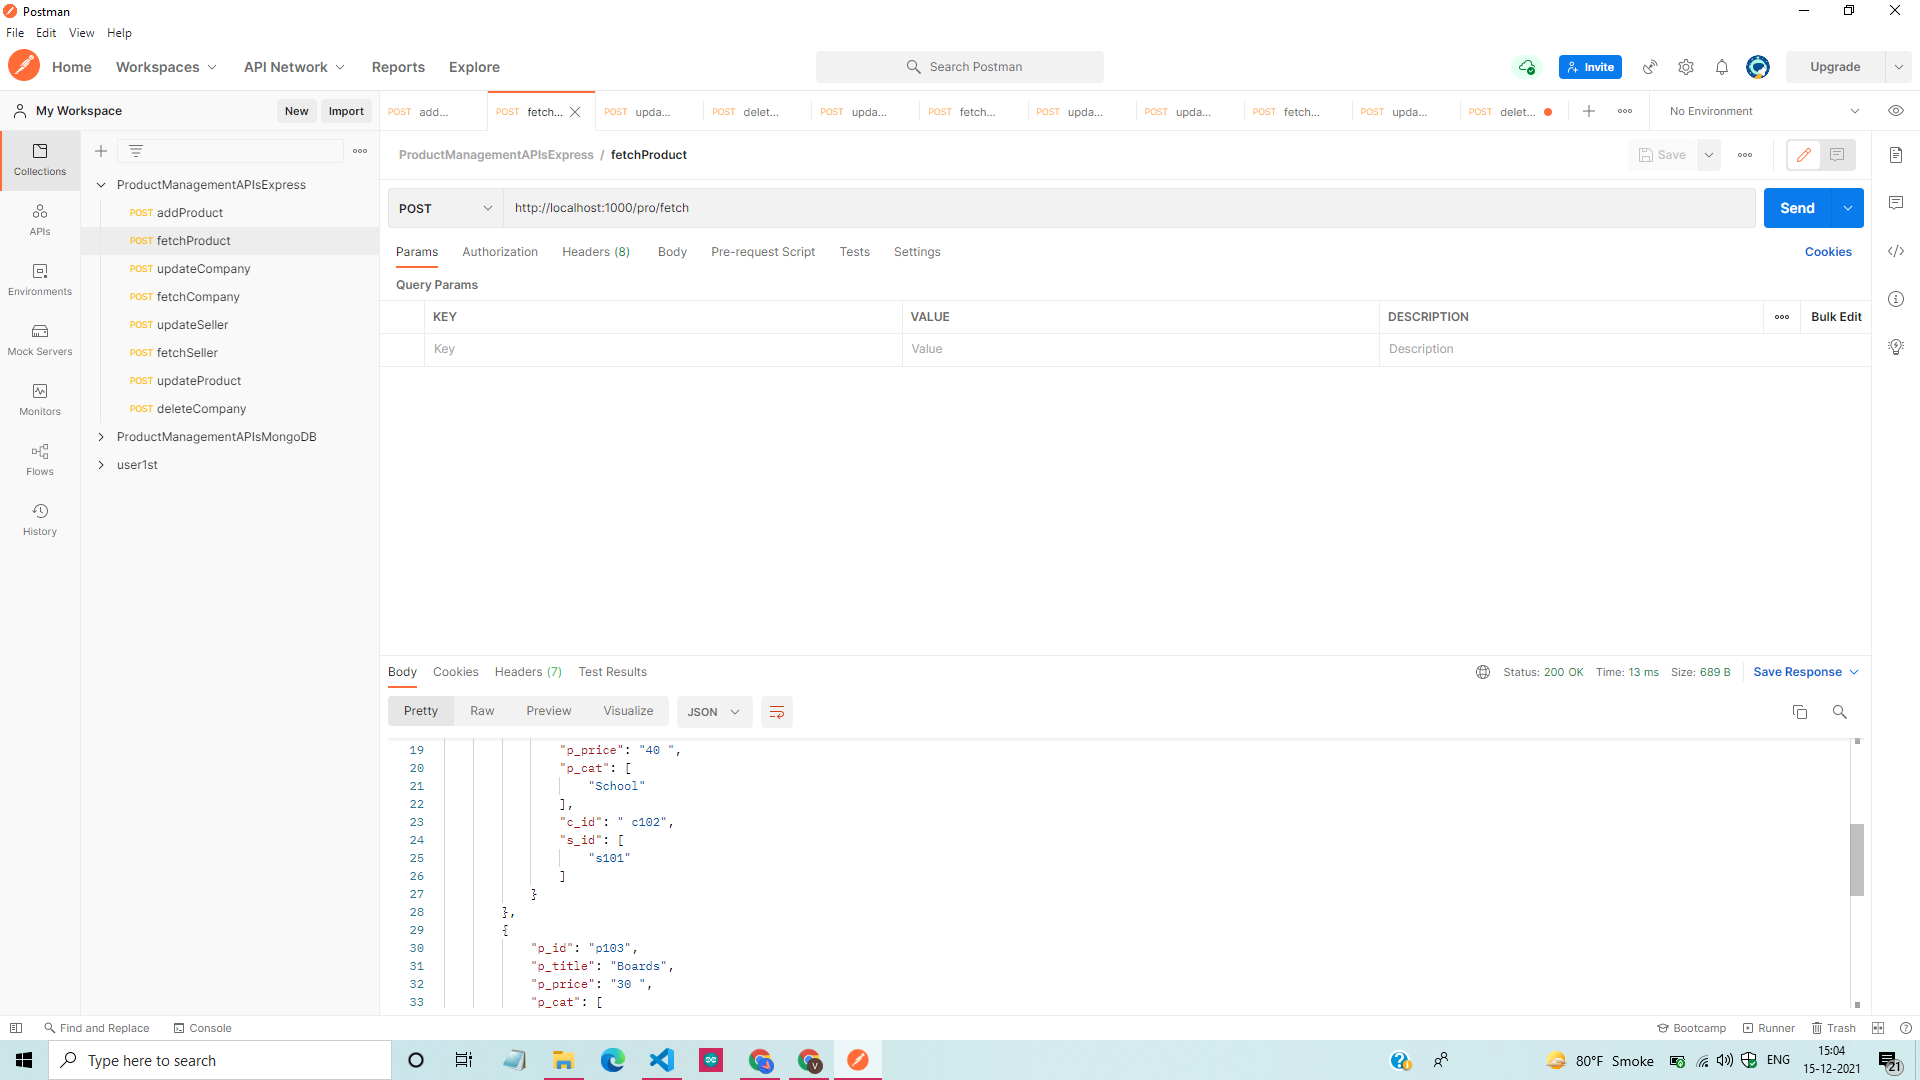 Postman
File Edit View Help
Home Workspaces API Network Reports Explore Search Postman Invite Upgrade
My Workspace New Import POST add... POST fetch... POST upda... POST delet... POST upda... POST fetch... POST upda... POST upda... POST fetch... POST upda... POST delet... No Environment
ProductManagementAPIsExpress / fetchProduct Save
Collections
APIs
Environments
Mock Servers
Monitors
Flows
History
ProductManagementAPIsExpress
POST addProduct
POST fetchProduct
POST updateCompany
POST fetchCompany
POST updateSeller
POST fetchSeller
POST updateProduct
POST deleteCompany
ProductManagementAPIsMongoDB
user1st
POST http://localhost:1000/pro/fetch Send
Params Authorization Headers (8) Body Pre-request Script Tests Settings Cookies
Query Params
KEY VALUE DESCRIPTION Bulk Edit
Key Value Description
Body Cookies Headers (7) Test Results Status: 200 OK Time: 13 ms Size: 689 B Save Response
Pretty Raw Preview Visualize JSON
19 "p_price": "40 ",
20 "p_cat": [
21 "School"
22 ],
23 "c_id": " c102",
24 "s_id": [
25 "s101"
26 ]
27 }
28 },
29 {
30 "p_id": "p103",
31 "p_title": "Boards",
32 "p_price": "30 ",
33 "p_cat": [
Find and Replace Console Bootcamp Runner Trash
Type here to search 80°F Smoke ENG 15:04
15-12-2021 21